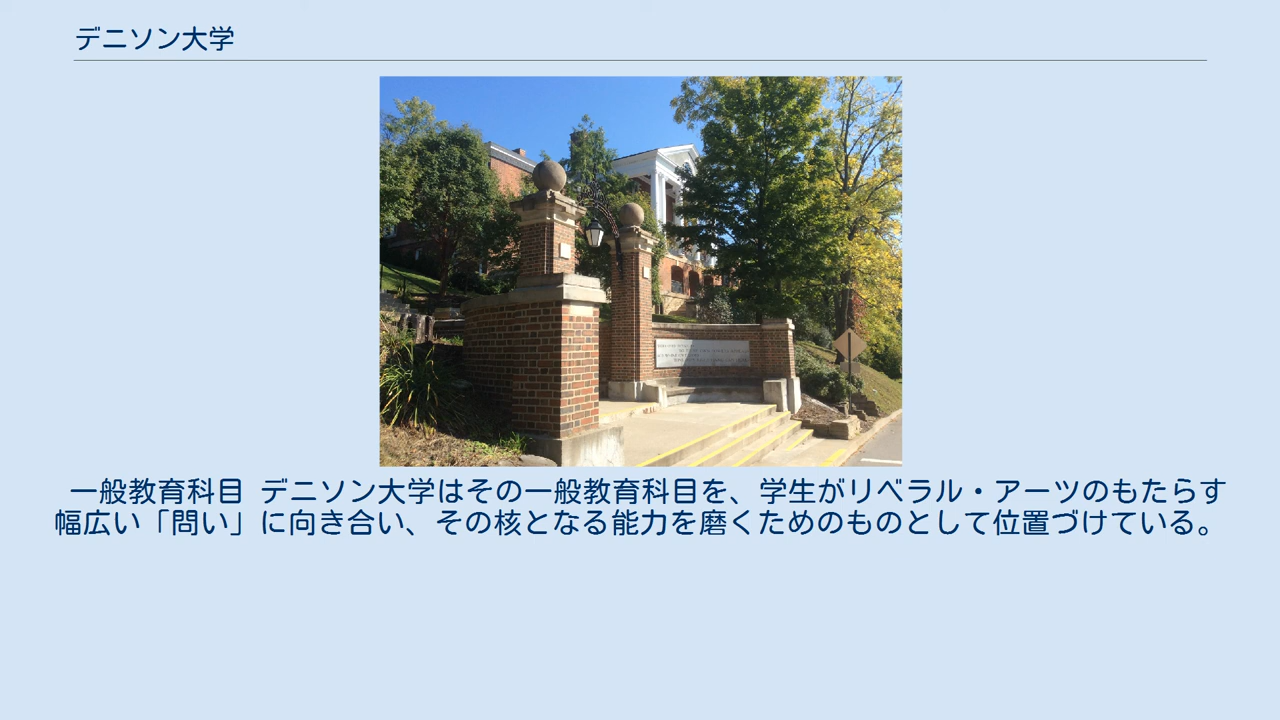 デニソン大学
一般教育科目 デニソン大学はその一般教育科目を、学生がリベラル・アーツのもたらす
幅広い「問い」に向き合い、その核となる能力を磨くためのものとして位置づけている。